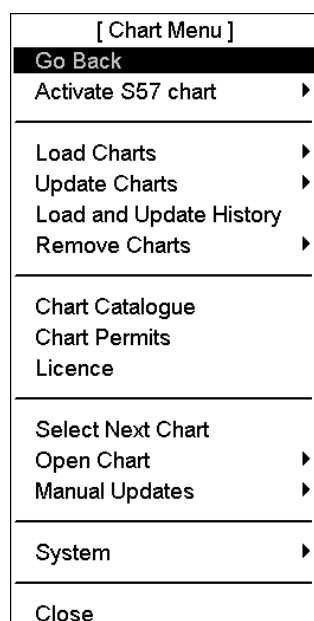 [ Chart Menu ]
Go Back
Activate S57 chart
Load Charts
Update Charts
Load and Update History
Remove Charts
Chart Catalogue
Chart Permits
Licence
Select Next Chart
Open Chart
Manual Updates
System
Close